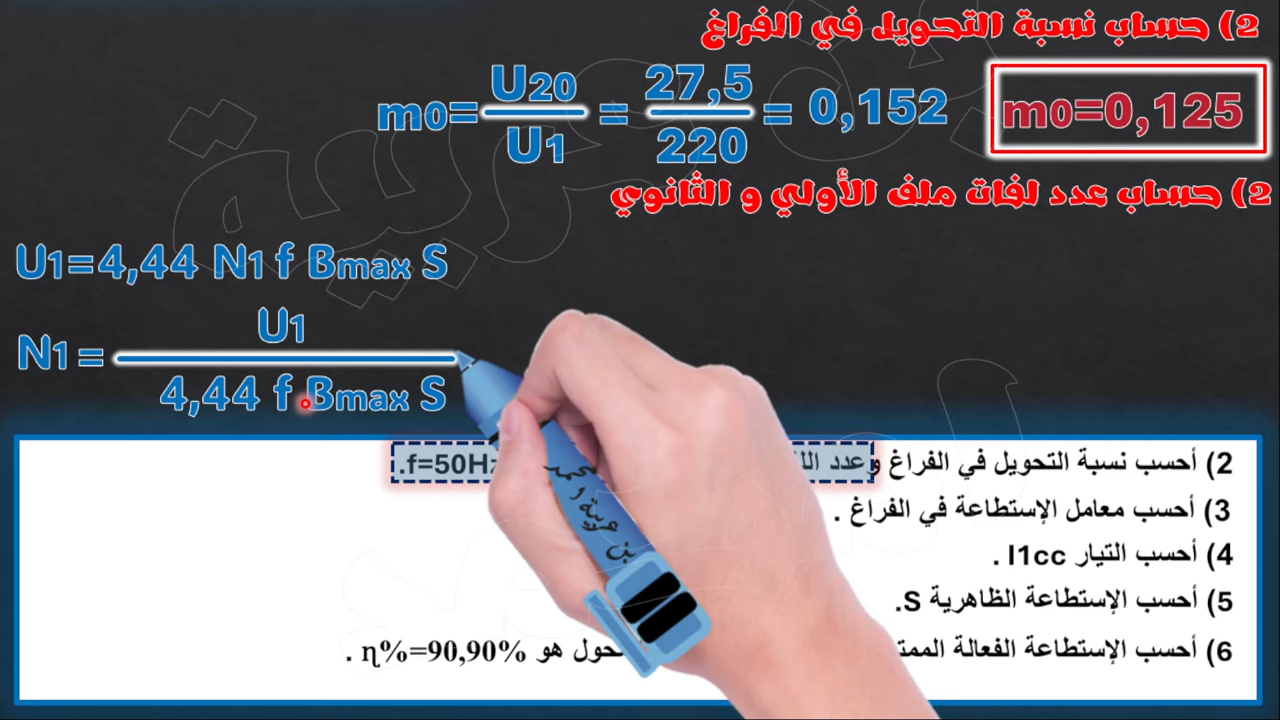 2) حساب نسبة التحويل في الفراغ
m0= U20 / U1 = 27,5 / 220 = 0,152
m0=0,125
2) حساب عدد لفات ملف الأولي و الثانوي
U1=4,44 N1 f Bmax S
N1 = U1 / 4,44 f Bmax S
2) أحسب نسبة التحويل في الفراغ وعدد f=50Hz.
3) أحسب معامل الإستطاعة في الفراغ .
4) أحسب التيار I1cc .
5) أحسب الإستطاعة الظاهرية S.
6) أحسب الإستطاعة الفعالة هو η%=90,90% .